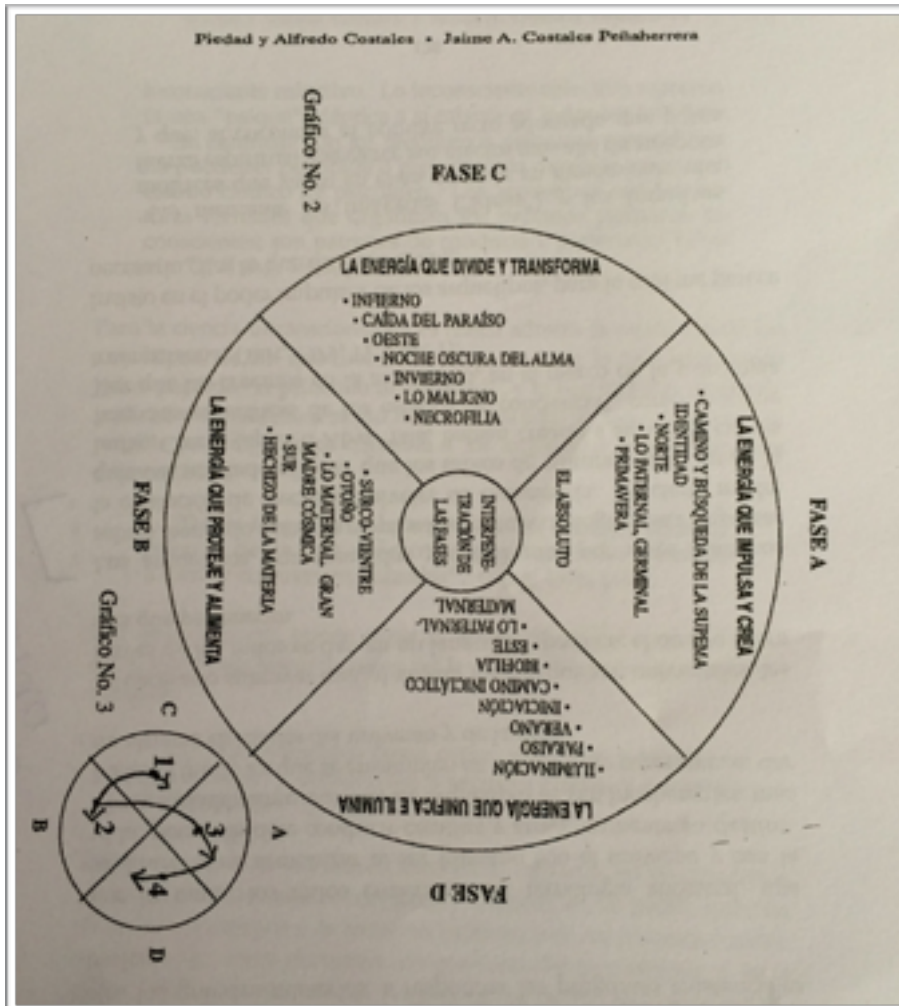 Piedad y Alfredo Costales • Jaime A. Costales Peñaherrera
Gráfico No. 2
FASE C
LA ENERGÍA QUE DIVIDE Y TRANSFORMA
• INFIERNO
• CAÍDA DEL PARAÍSO
• OESTE
• NOCHE OSCURA DEL ALMA
• INVIERNO
• LO MALIGNO
• NECROFILIA
FASE A
LA ENERGÍA QUE IMPULSA Y CREA
• CAMINO Y BÚSQUEDA DE LA SUPEMA
IDENTIDAD
• NORTE
• LO PATERNAL, GERMINAL
• PRIMAVERA
EL ABSOLUTO
INTERPENE-
TRACIÓN DE
LAS FASES
• SURCO-VIENTRE
• OTOÑO
• LO MATERNAL GRAN
MADRE CÓSMICA
• SUR
• HECHIZO DE LA MATERIA
LA ENERGÍA QUE PROTEJE Y ALIMENTA
FASE B
FASE D
LA ENERGÍA QUE UNIFICA E ILUMINA
• ILUMINACIÓN
• PARAISO
• VERANO
• INICIACIÓN
• CAMINO INICIÁTICO
• BIOFILIA
• ESTE
• LO PATERNAL-
MATERNAL
Gráfico No. 3
C
A
B
D
1
2
3
4